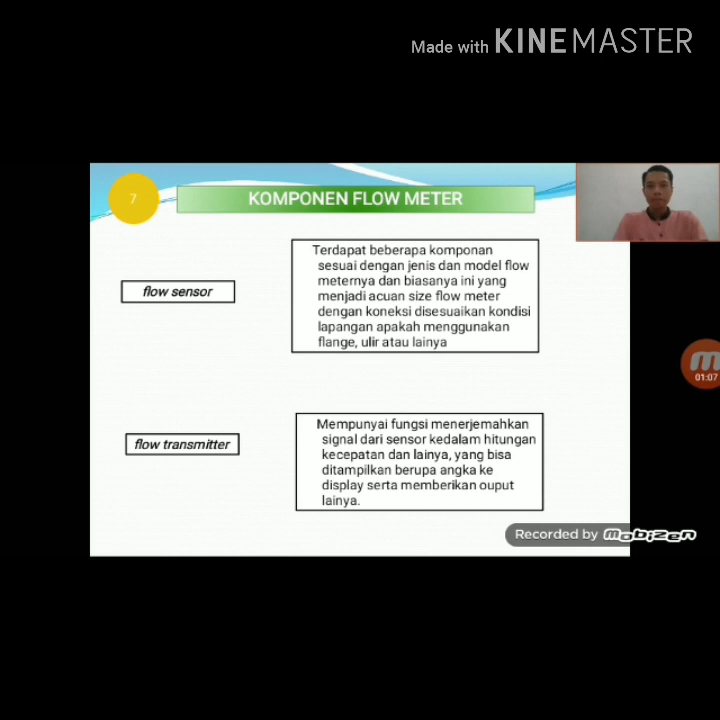 Made with KINEMASTER
7
KOMPONEN FLOW METER
flow sensor
Terdapat beberapa komponan
sesuai dengan jenis dan model flow
meternya dan biasanya ini yang
menjadi acuan size flow meter
dengan koneksi disesuaikan kondisi
lapangan apakah menggunakan
flange, ulir atau lainya
01:07
flow transmitter
Mempunyai fungsi menerjemahkan
signal dari sensor kedalam hitungan
kecepatan dan lainya, yang bisa
ditampilkan berupa angka ke
display serta memberikan ouput
lainya.
Recorded by mobizen